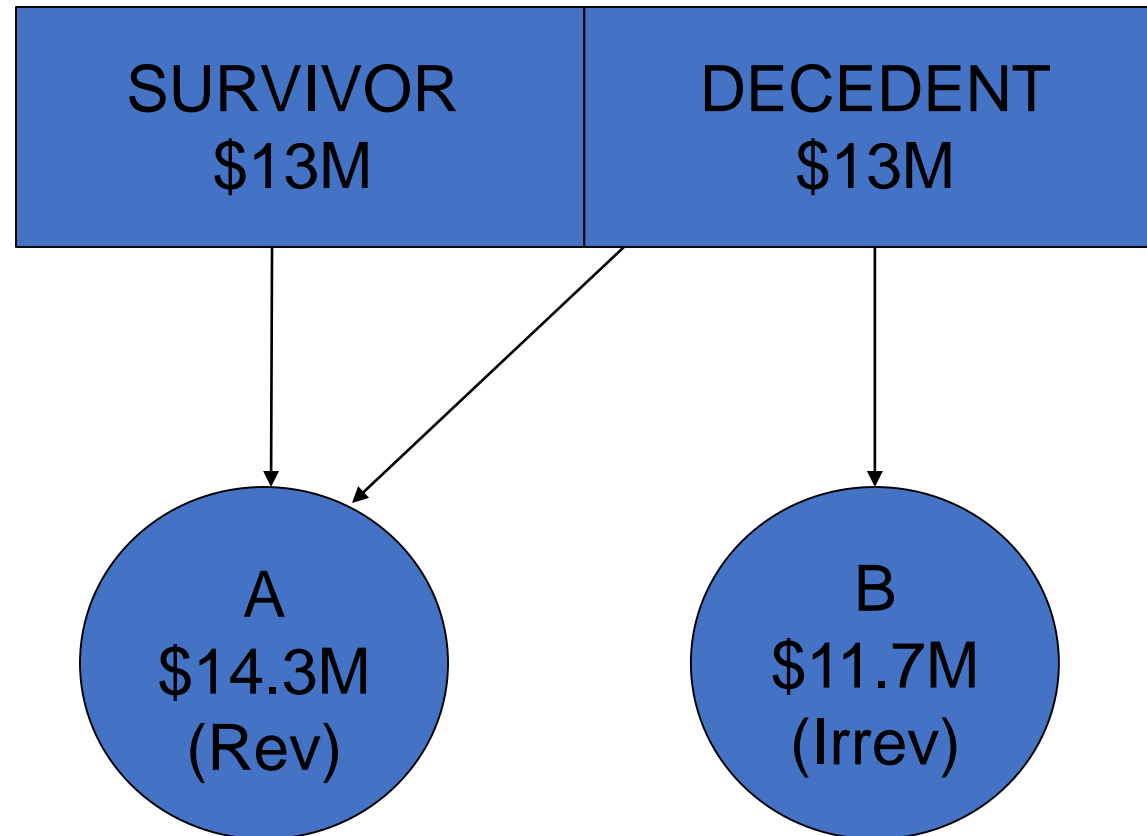 SURVIVOR
$13M
DECEDENT
$13M
A
$14.3M
(Rev)
B
$11.7M
(Irrev)